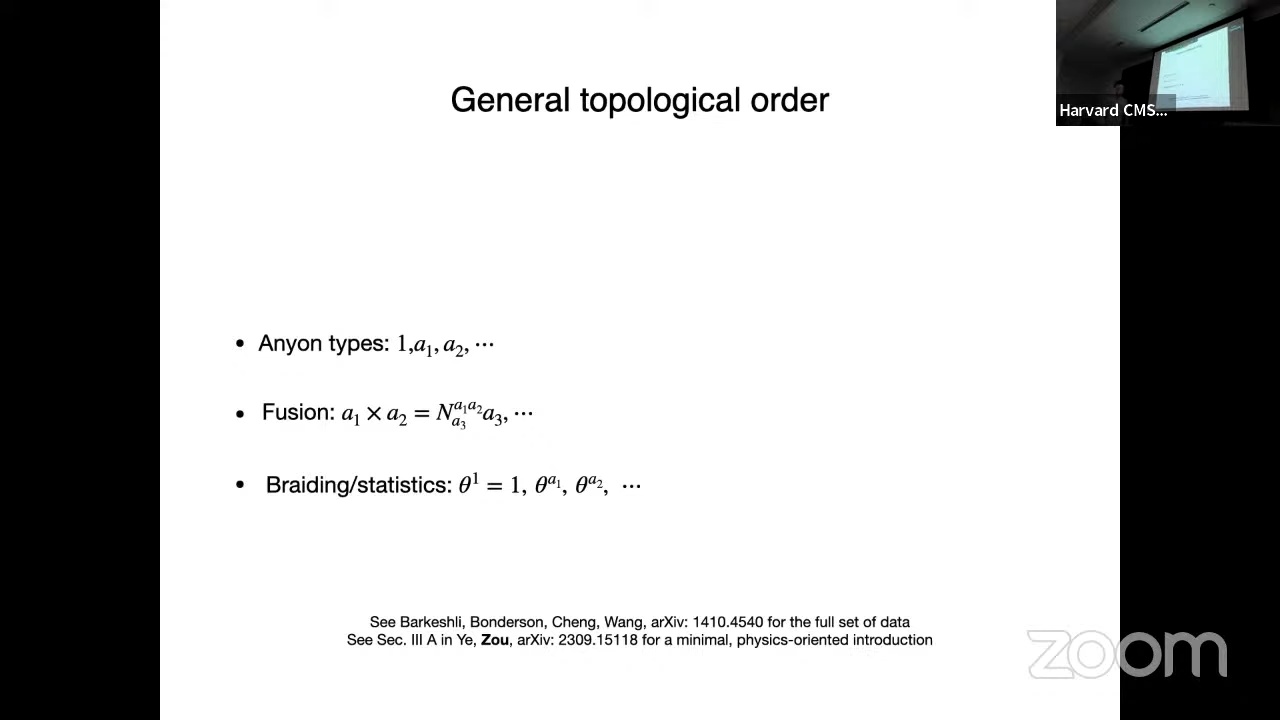 General topological order
Harvard CMS...
• Anyon types: 1,a₁, a₂, ⋯
• Fusion: a₁ × a₂ = N^{a₁a₂}_{a₃} a₃, ⋯
• Braiding/statistics: θ¹ = 1, θ^{a₁}, θ^{a₂}, ⋯
See Barkeshli, Bonderson, Cheng, Wang, arXiv: 1410.4540 for the full set of data
See Sec. III A in Ye, Zou, arXiv: 2309.15118 for a minimal, physics-oriented introduction
zoom